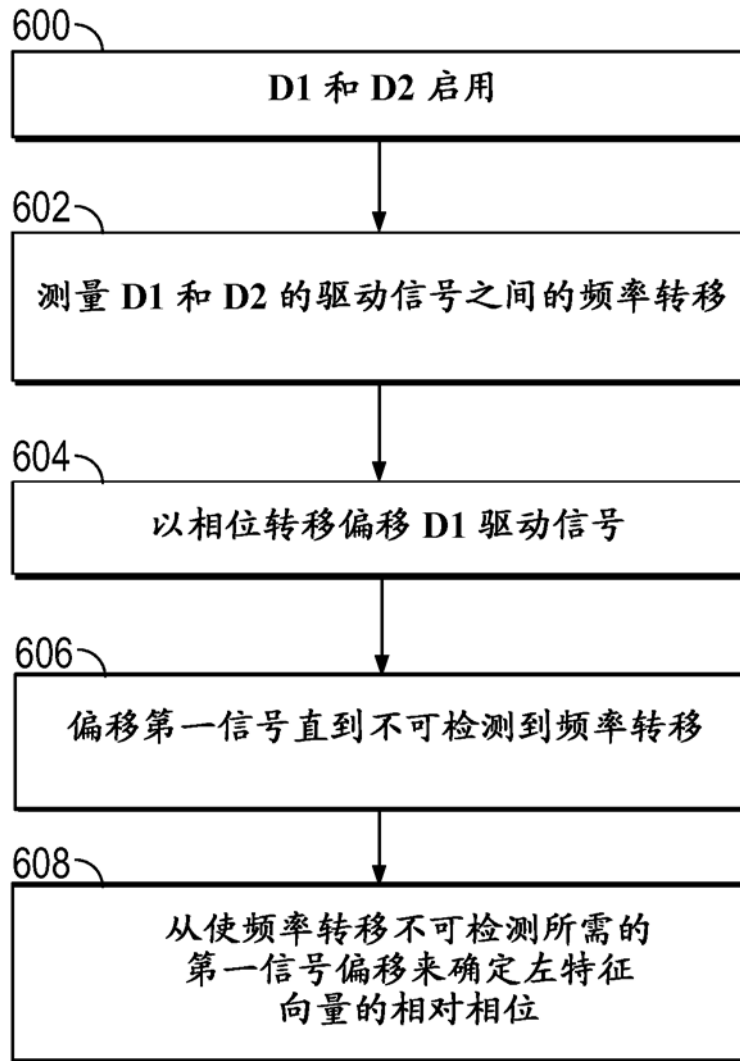 600
D1 和 D2 启用
602
测量 D1 和 D2 的驱动信号之间的频率转移
604
以相位转移偏移 D1 驱动信号
606
偏移第一信号直到不可检测到频率转移
608
从使频率转移不可检测所需的
第一信号偏移来确定左特征
向量的相对相位